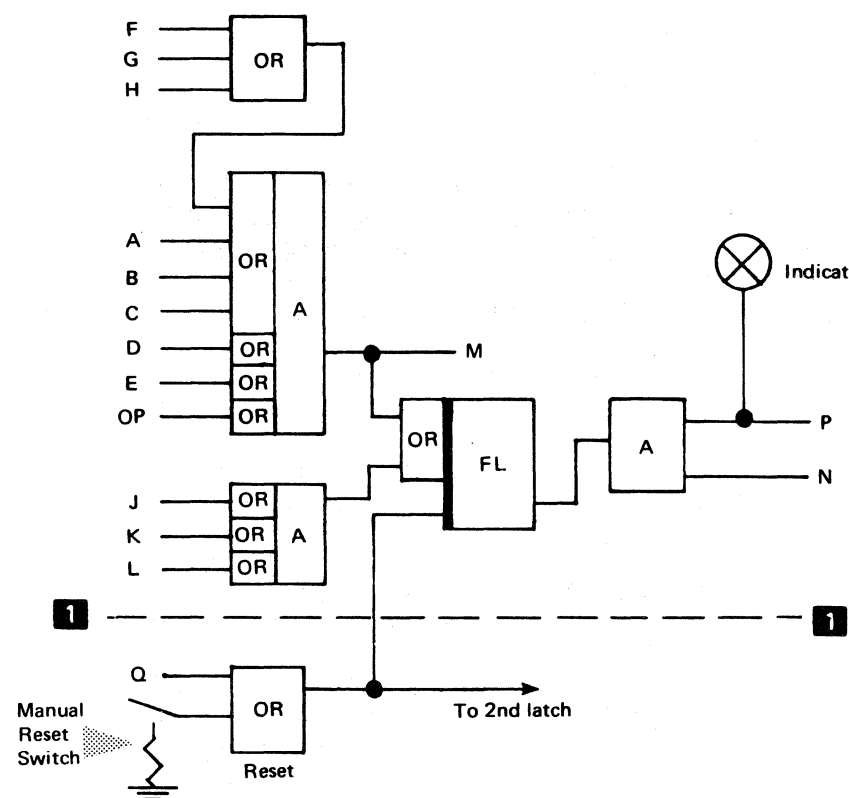 F
G
H
OR
A
B
C
D
E
OP
OR
OR
OR
OR
A
M
Indicat
OR
FL
A
P
N
J
K
L
OR
OR
OR
A
1
1
Q
OR
To 2nd latch
Manual
Reset
Switch
Reset